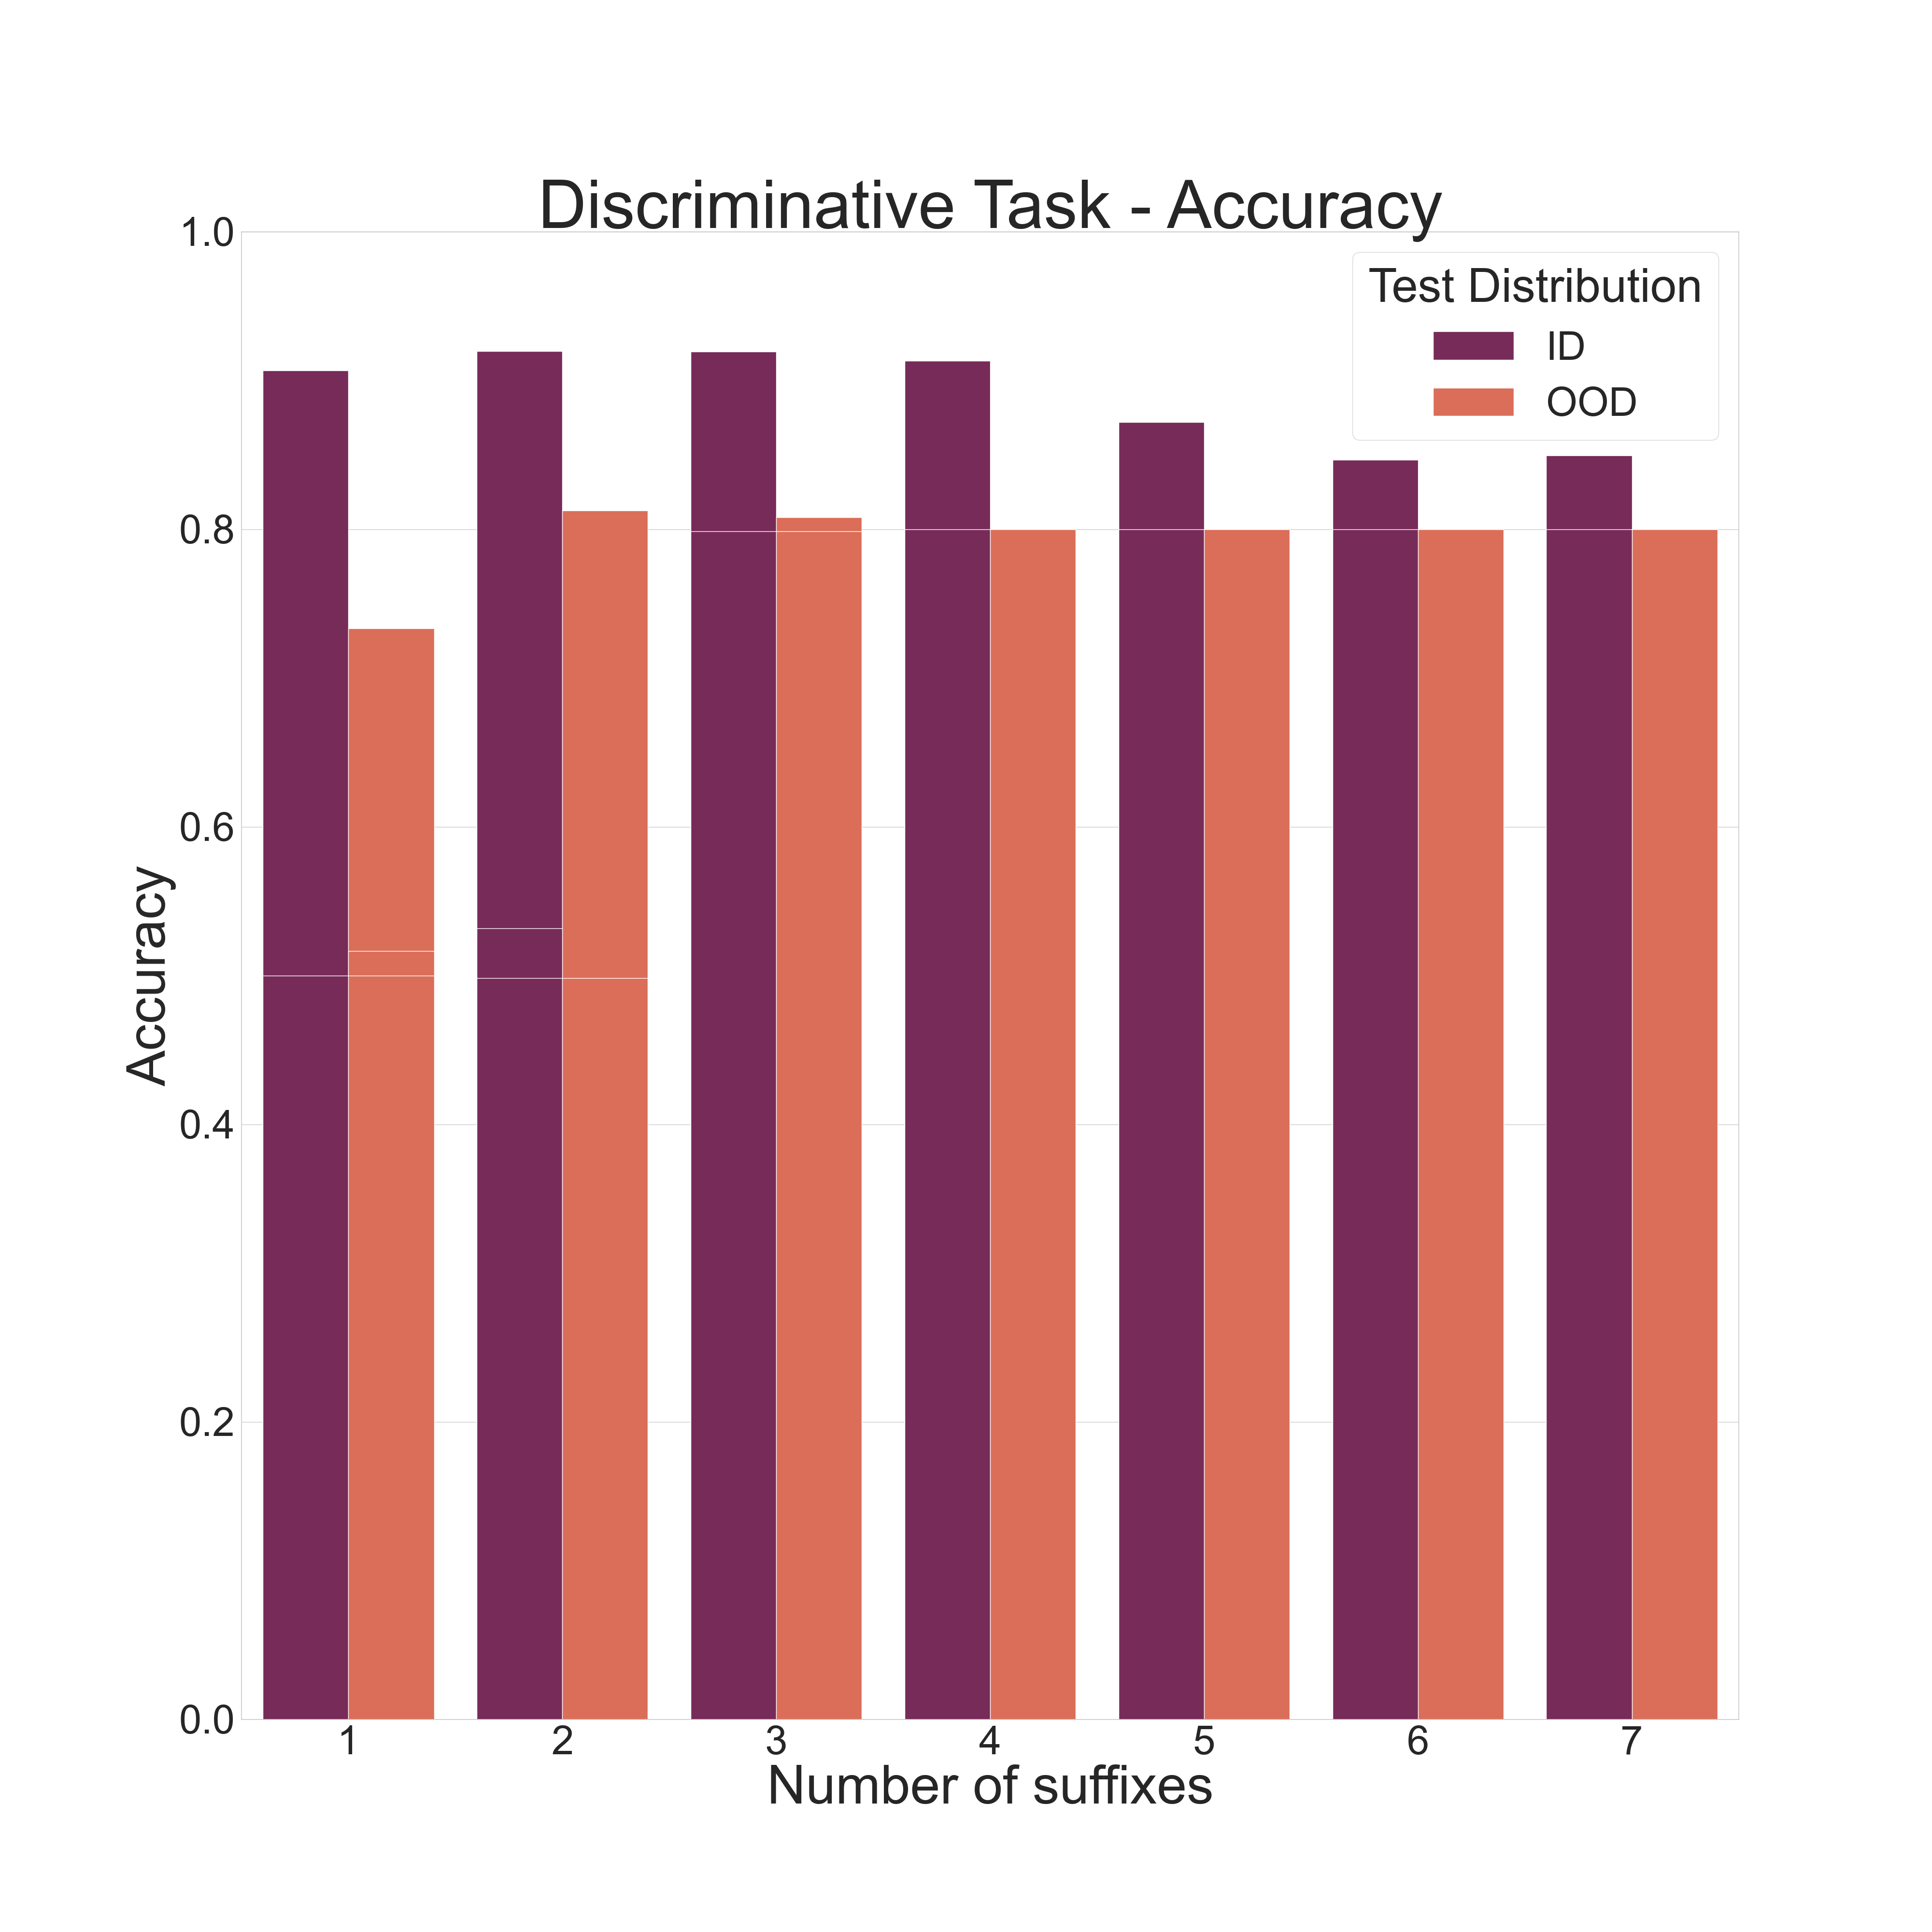 Discriminative Task - Accuracy
1.0
0.8
0.6
0.4
0.2
0.0
Accuracy
Test Distribution
ID
OOD
1 2 3 4 5 6 7
Number of suffixes